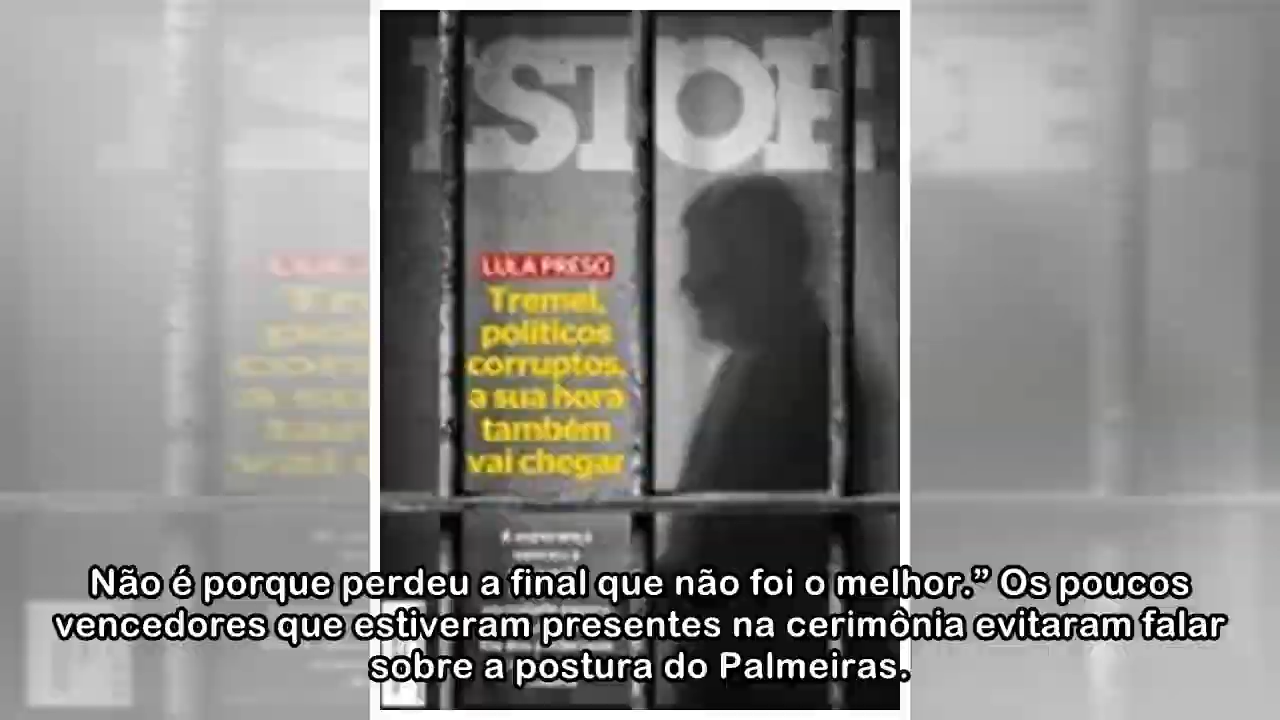 ISTOÉ
LULA PRESO
Tremei,
políticos
corruptos,
a sua hora
também
vai chegar
Não é porque perdeu a final que não foi o melhor.” Os poucos
vencedores que estiveram presentes na cerimônia evitaram falar
sobre a postura do Palmeiras.